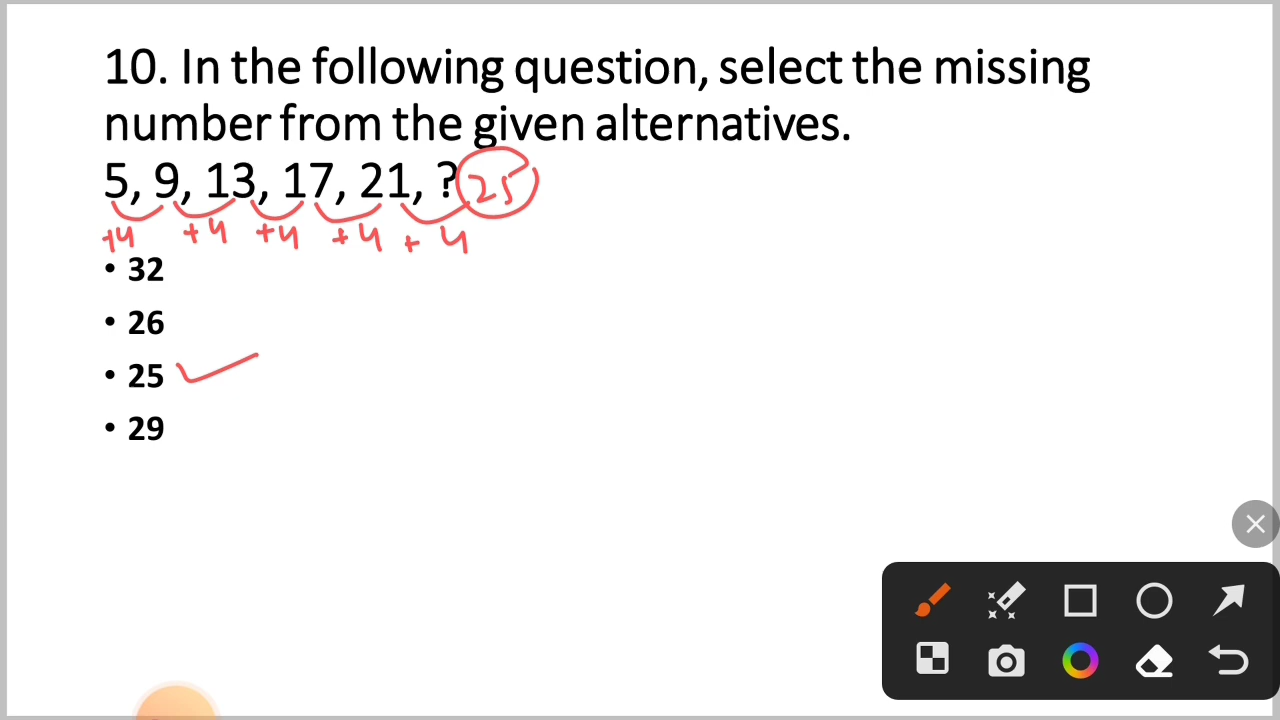 10. In the following question, select the missing
number from the given alternatives.
5, 9, 13, 17, 21, ? 25
+4 +4 +4 +4 + 4
• 32
• 26
• 25
• 29